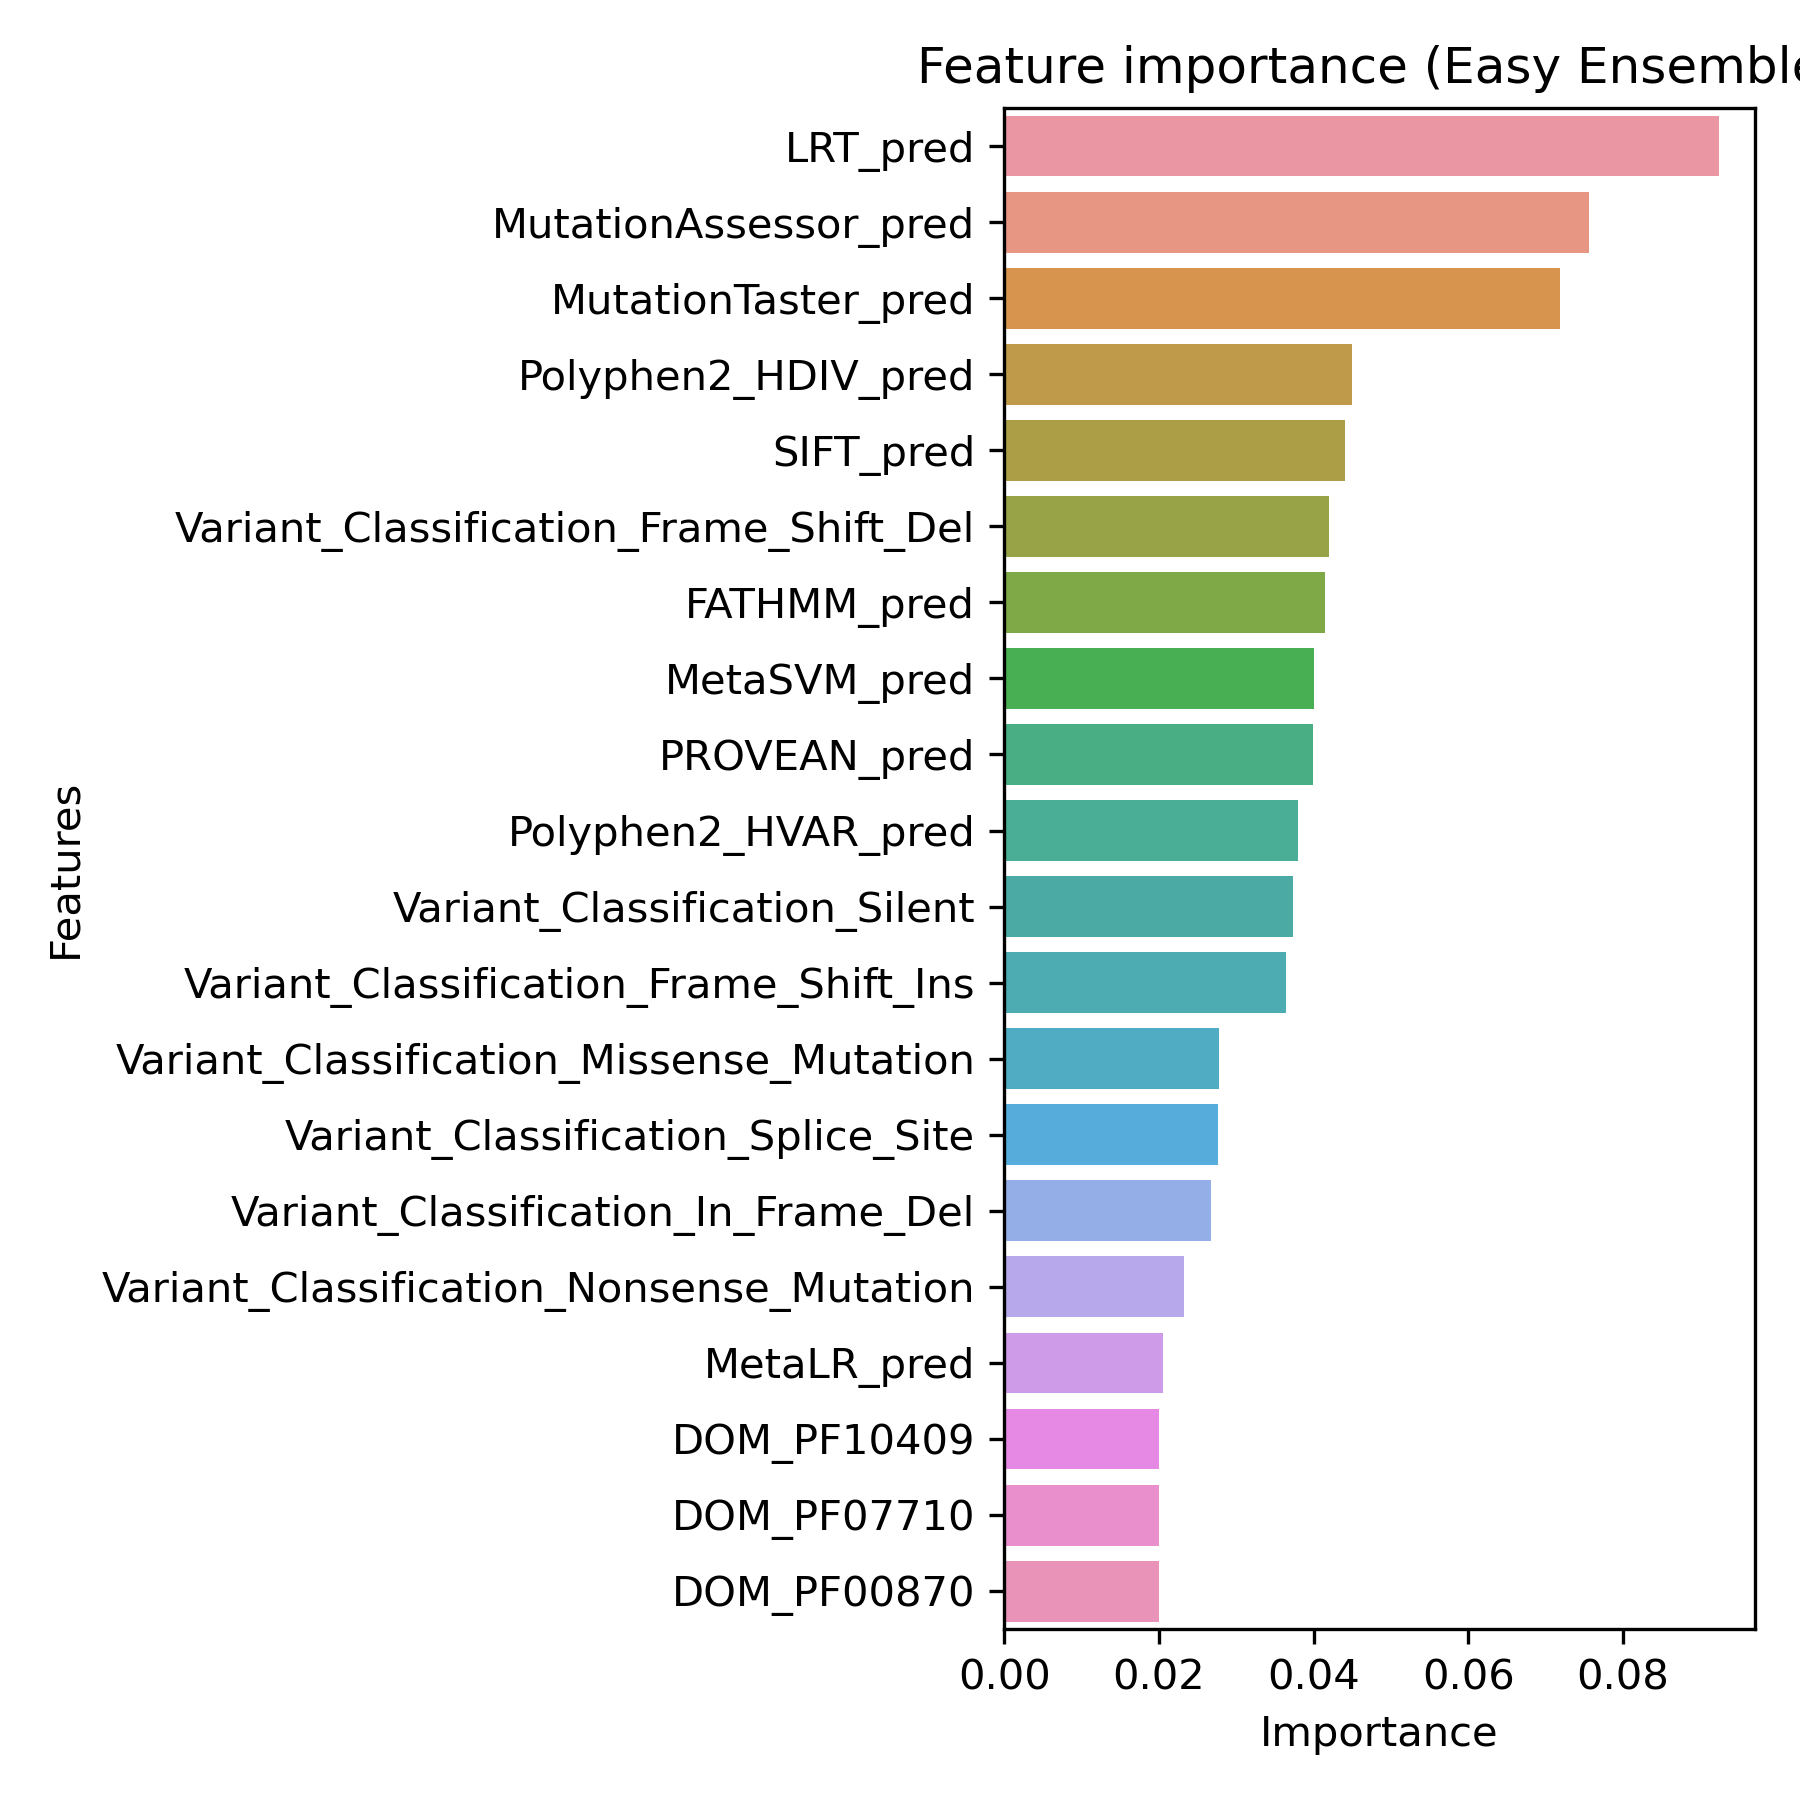 Feature importance (Easy Ensemble
LRT_pred
MutationAssessor_pred
MutationTaster_pred
Polyphen2_HDIV_pred
SIFT_pred
Variant_Classification_Frame_Shift_Del
FATHMM_pred
MetaSVM_pred
PROVEAN_pred
Polyphen2_HVAR_pred
Variant_Classification_Silent
Variant_Classification_Frame_Shift_Ins
Variant_Classification_Missense_Mutation
Variant_Classification_Splice_Site
Variant_Classification_In_Frame_Del
Variant_Classification_Nonsense_Mutation
MetaLR_pred
DOM_PF10409
DOM_PF07710
DOM_PF00870
Features
0.00 0.02 0.04 0.06 0.08
Importance